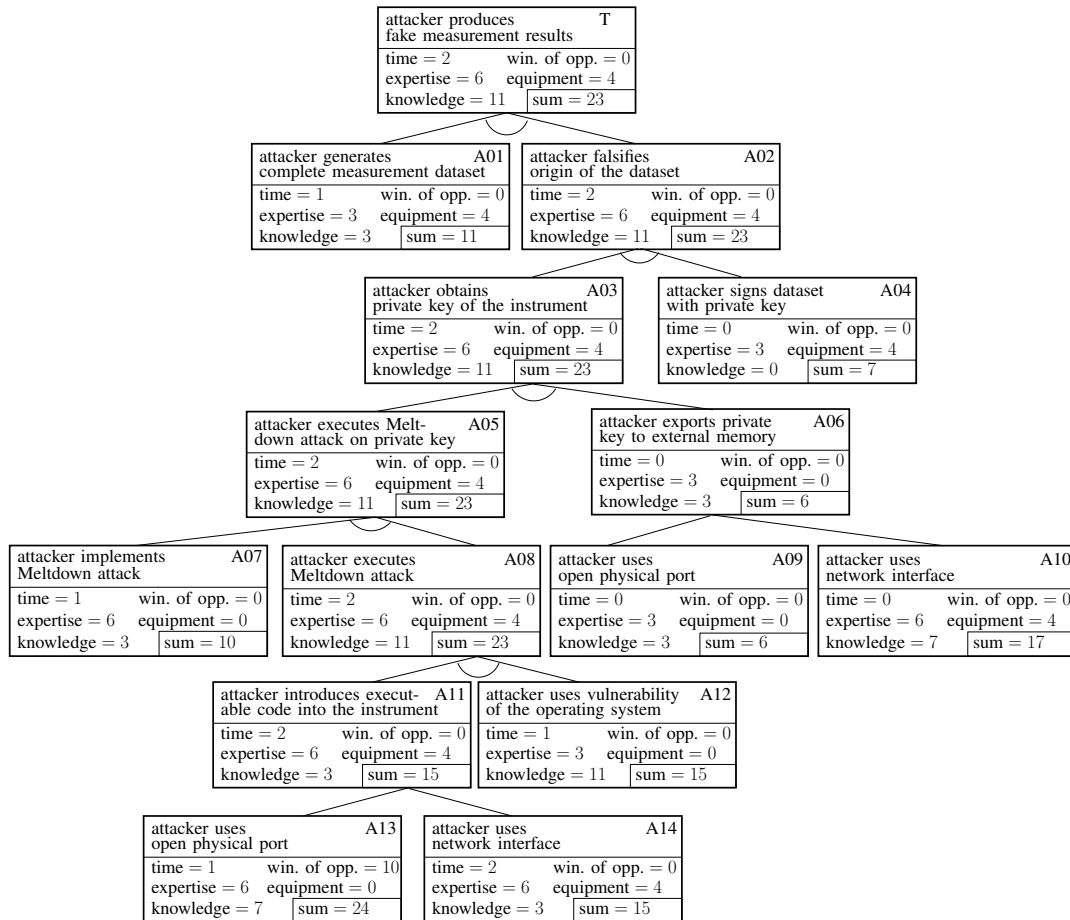 attacker produces T
fake measurement results
time = 2 win. of opp. = 0
expertise = 6 equipment = 4
knowledge = 11 sum = 23
attacker generates A01
complete measurement dataset
time = 1 win. of opp. = 0
expertise = 3 equipment = 4
knowledge = 3 sum = 11
attacker falsifies A02
origin of the dataset
time = 2 win. of opp. = 0
expertise = 6 equipment = 4
knowledge = 11 sum = 23
attacker obtains A03
private key of the instrument
time = 2 win. of opp. = 0
expertise = 6 equipment = 4
knowledge = 11 sum = 23
attacker signs dataset A04
with private key
time = 0 win. of opp. = 0
expertise = 3 equipment = 4
knowledge = 0 sum = 7
attacker executes Melt- A05
down attack on private key
time = 2 win. of opp. = 0
expertise = 6 equipment = 4
knowledge = 11 sum = 23
attacker exports private A06
key to external memory
time = 0 win. of opp. = 0
expertise = 3 equipment = 0
knowledge = 3 sum = 6
attacker implements A07
Meltdown attack
time = 1 win. of opp. = 0
expertise = 6 equipment = 0
knowledge = 3 sum = 10
attacker executes A08
Meltdown attack
time = 2 win. of opp. = 0
expertise = 6 equipment = 4
knowledge = 11 sum = 23
attacker uses A09
open physical port
time = 0 win. of opp. = 0
expertise = 3 equipment = 0
knowledge = 3 sum = 6
attacker uses A10
network interface
time = 0 win. of opp. = 0
expertise = 6 equipment = 4
knowledge = 7 sum = 17
attacker introduces execut- A11
able code into the instrument
time = 2 win. of opp. = 0
expertise = 6 equipment = 4
knowledge = 3 sum = 15
attacker uses vulnerability A12
of the operating system
time = 1 win. of opp. = 0
expertise = 3 equipment = 0
knowledge = 11 sum = 15
attacker uses A13
open physical port
time = 1 win. of opp. = 10
expertise = 6 equipment = 0
knowledge = 7 sum = 24
attacker uses A14
network interface
time = 2 win. of opp. = 0
expertise = 6 equipment = 4
knowledge = 3 sum = 15